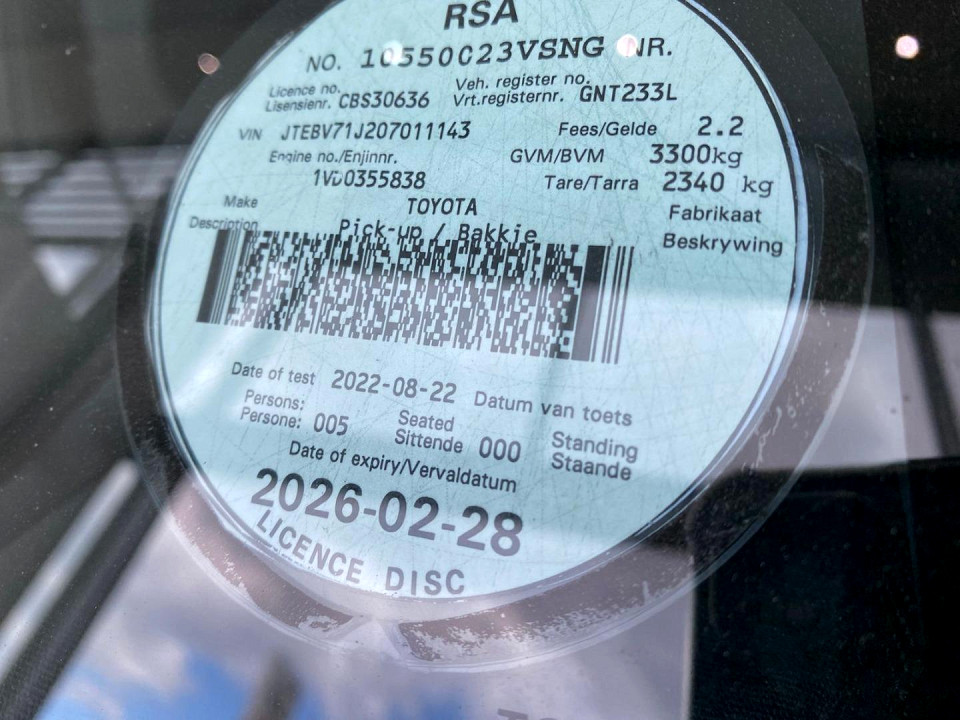 RSA
NO. 10550023VSNG NR.
Licence no. Veh. register no.
Lisensienr. CBS30636 Vrt.registernr. GNT233L
VIN JTEBV71J207011143 Fees/Gelde 2.2
Engine no./Enjinnr. GVM/BVM 3300kg
1VD0355838 Tare/Tarra 2340 kg
Make TOYOTA Fabrikaat
Description Pick-up / Bakkie Beskrywing
Date of test 2022-08-22 Datum van toets
Persons: Seated Standing
Persone: 005 Sittende 000 Staande
Date of expiry/Vervaldatum
2026-02-28
LICENCE DISC